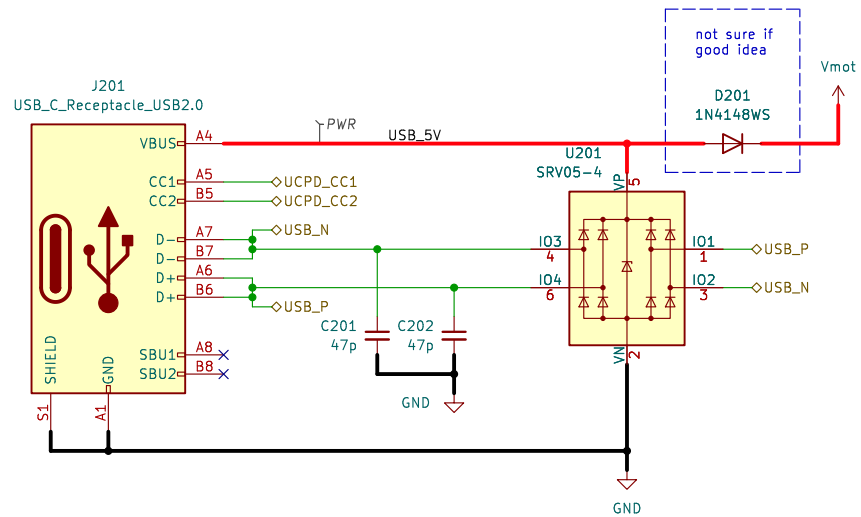 not sure if
good idea
Vmot
J201
USB_C_Receptacle_USB2.0
D201
1N4148WS
PWR
USB_5V
VBUS
A4
U201
SRV05-4
VP
5
CC1
A5
UCPD_CC1
CC2
B5
UCPD_CC2
D-
A7
USB_N
D-
B7
IO3
4
IO1
1
USB_P
D+
A6
D+
B6
USB_P
IO4
6
IO2
3
USB_N
C201
47p
C202
47p
SBU1
A8
SBU2
B8
VN
2
SHIELD
GND
S1
A1
GND
GND